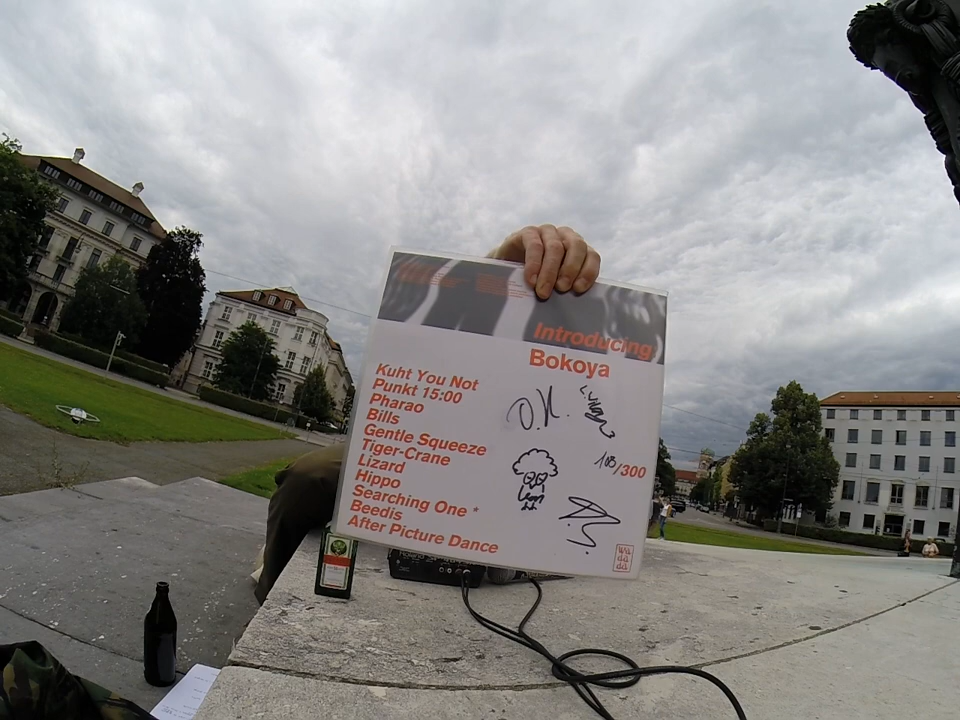 Introducing
Bokoya
Kuht You Not
Punkt 15:00
Pharao
Bills
Gentle Squeeze
Tiger-Crane
Lizard
Hippo
Searching One *
Beedis
After Picture Dance
O.K.
/300